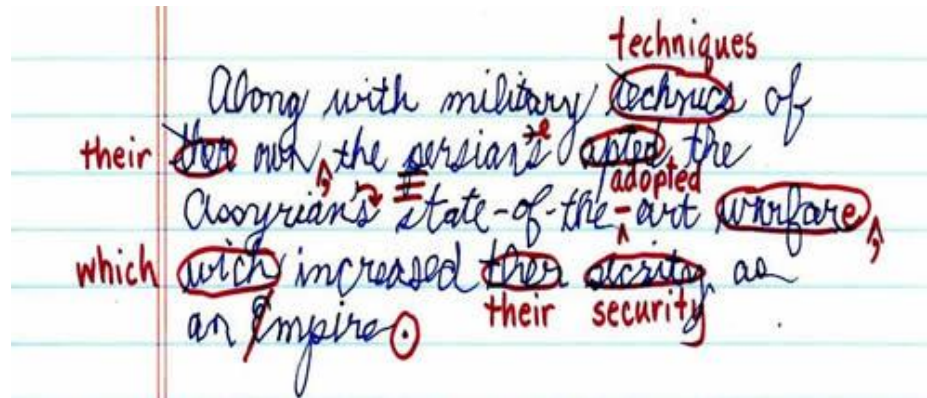 techniques
Along with military technics of
their ther own, the persian's apted the
adopted
Assyrian's state-of-the-art warfare,
which wich increased ther as
their security
an Empire.